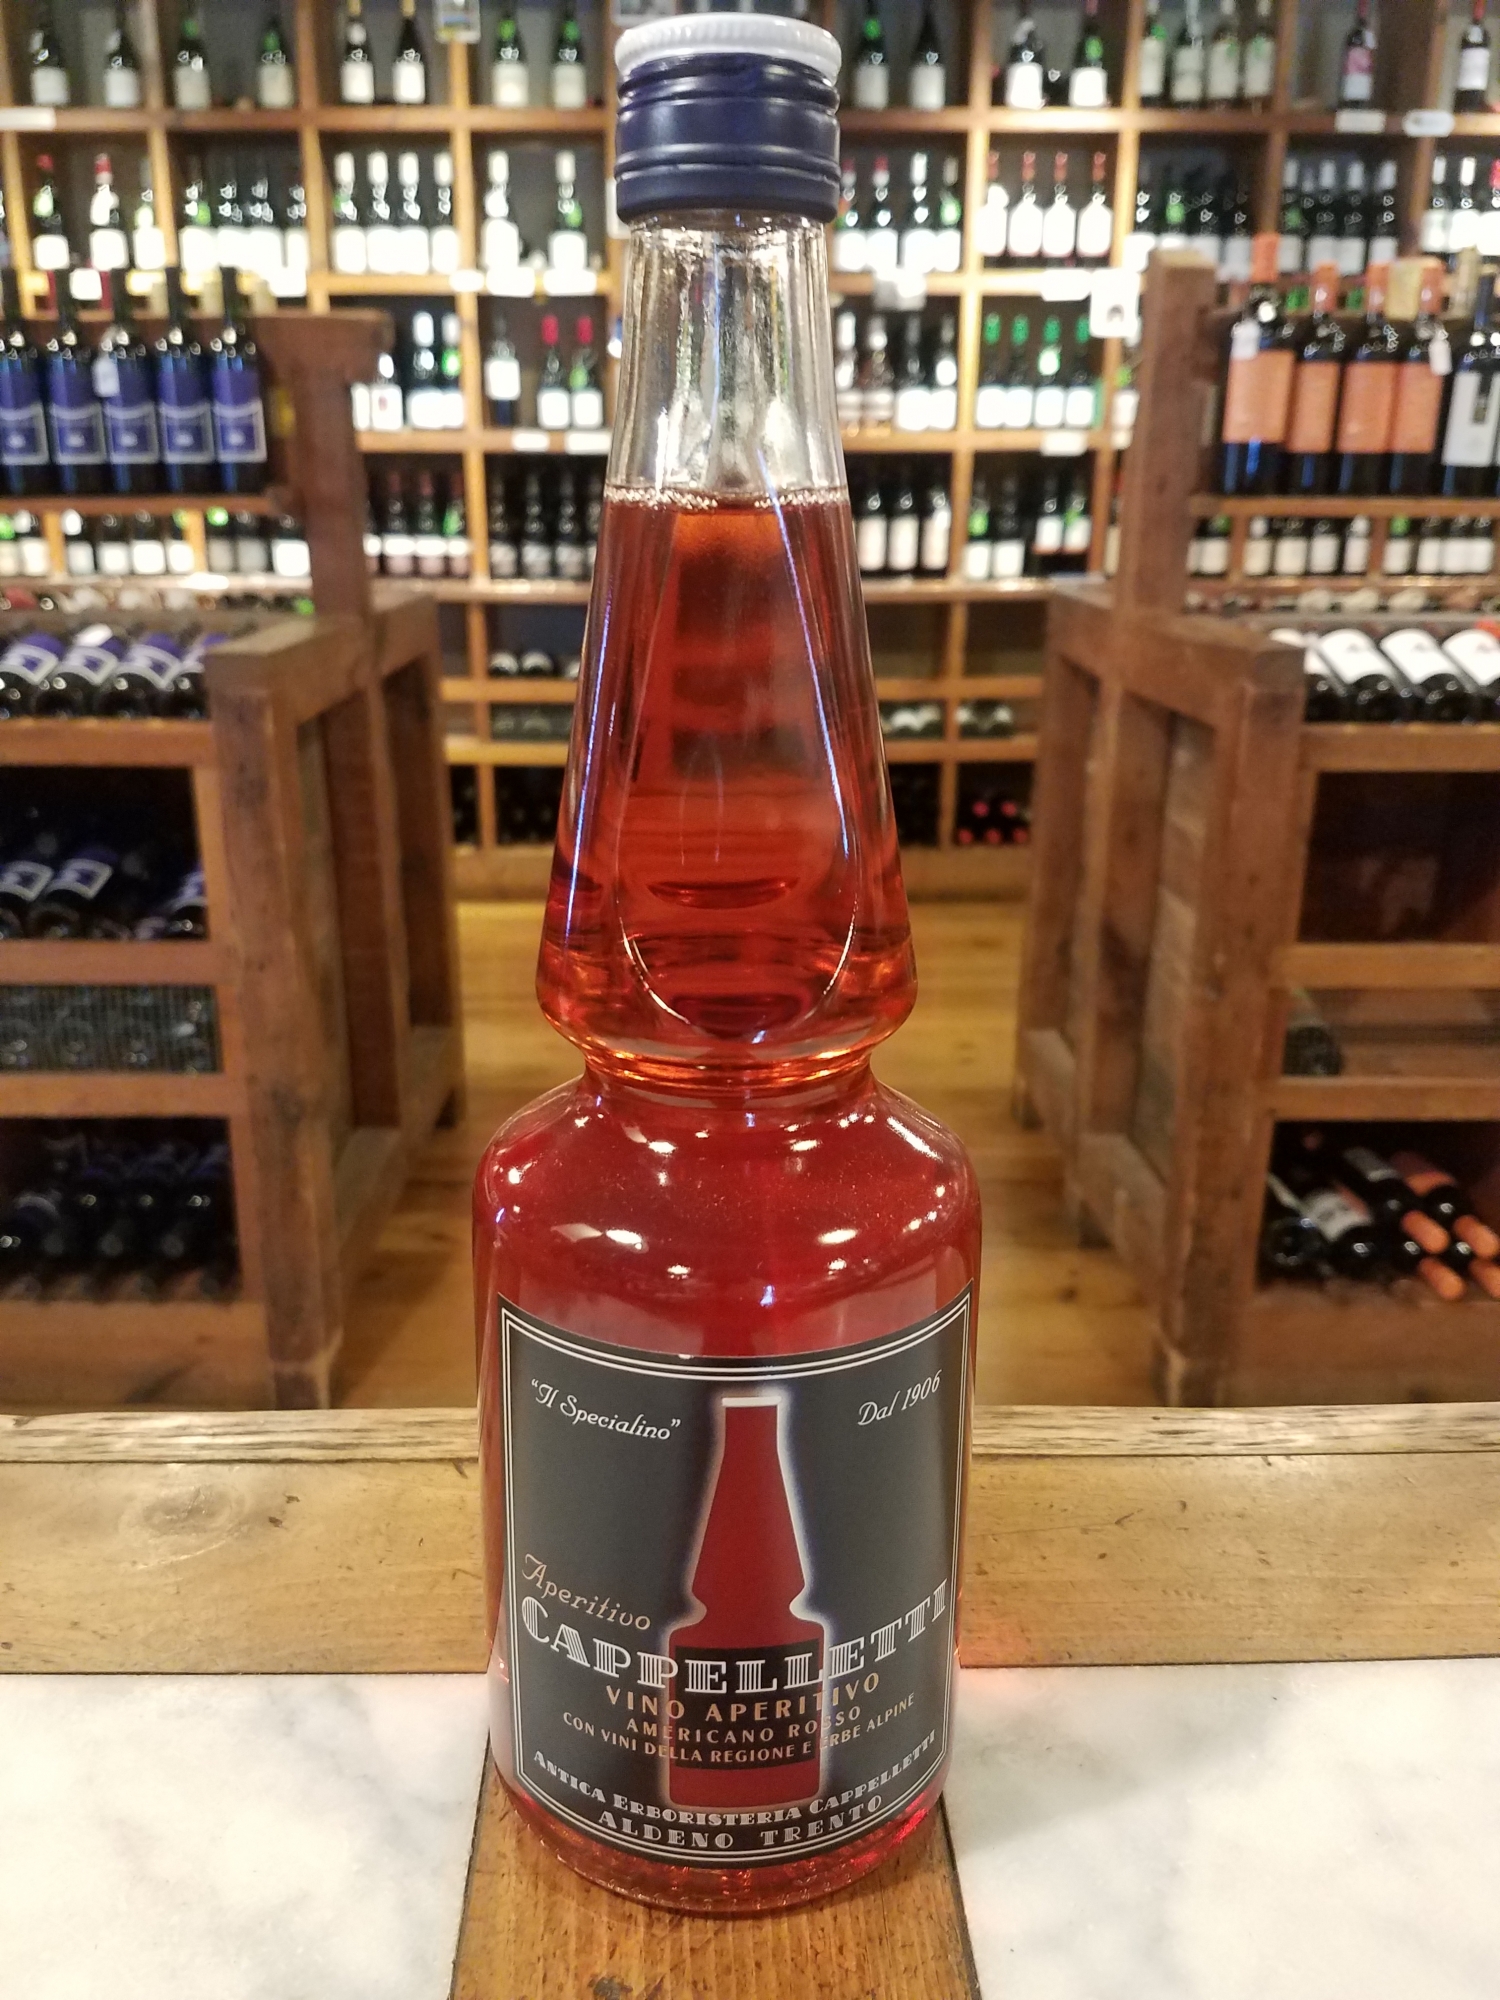 "Il Specialino"
Dal 1906
Aperitivo
CAPPELLETTI
VINO APERITIVO
AMERICANO ROSSO
CON VINI DELLA REGIONE E ERBE ALPINE
ANTICA ERBORISTERIA CAPPELLETTI
ALDENO TRENTO